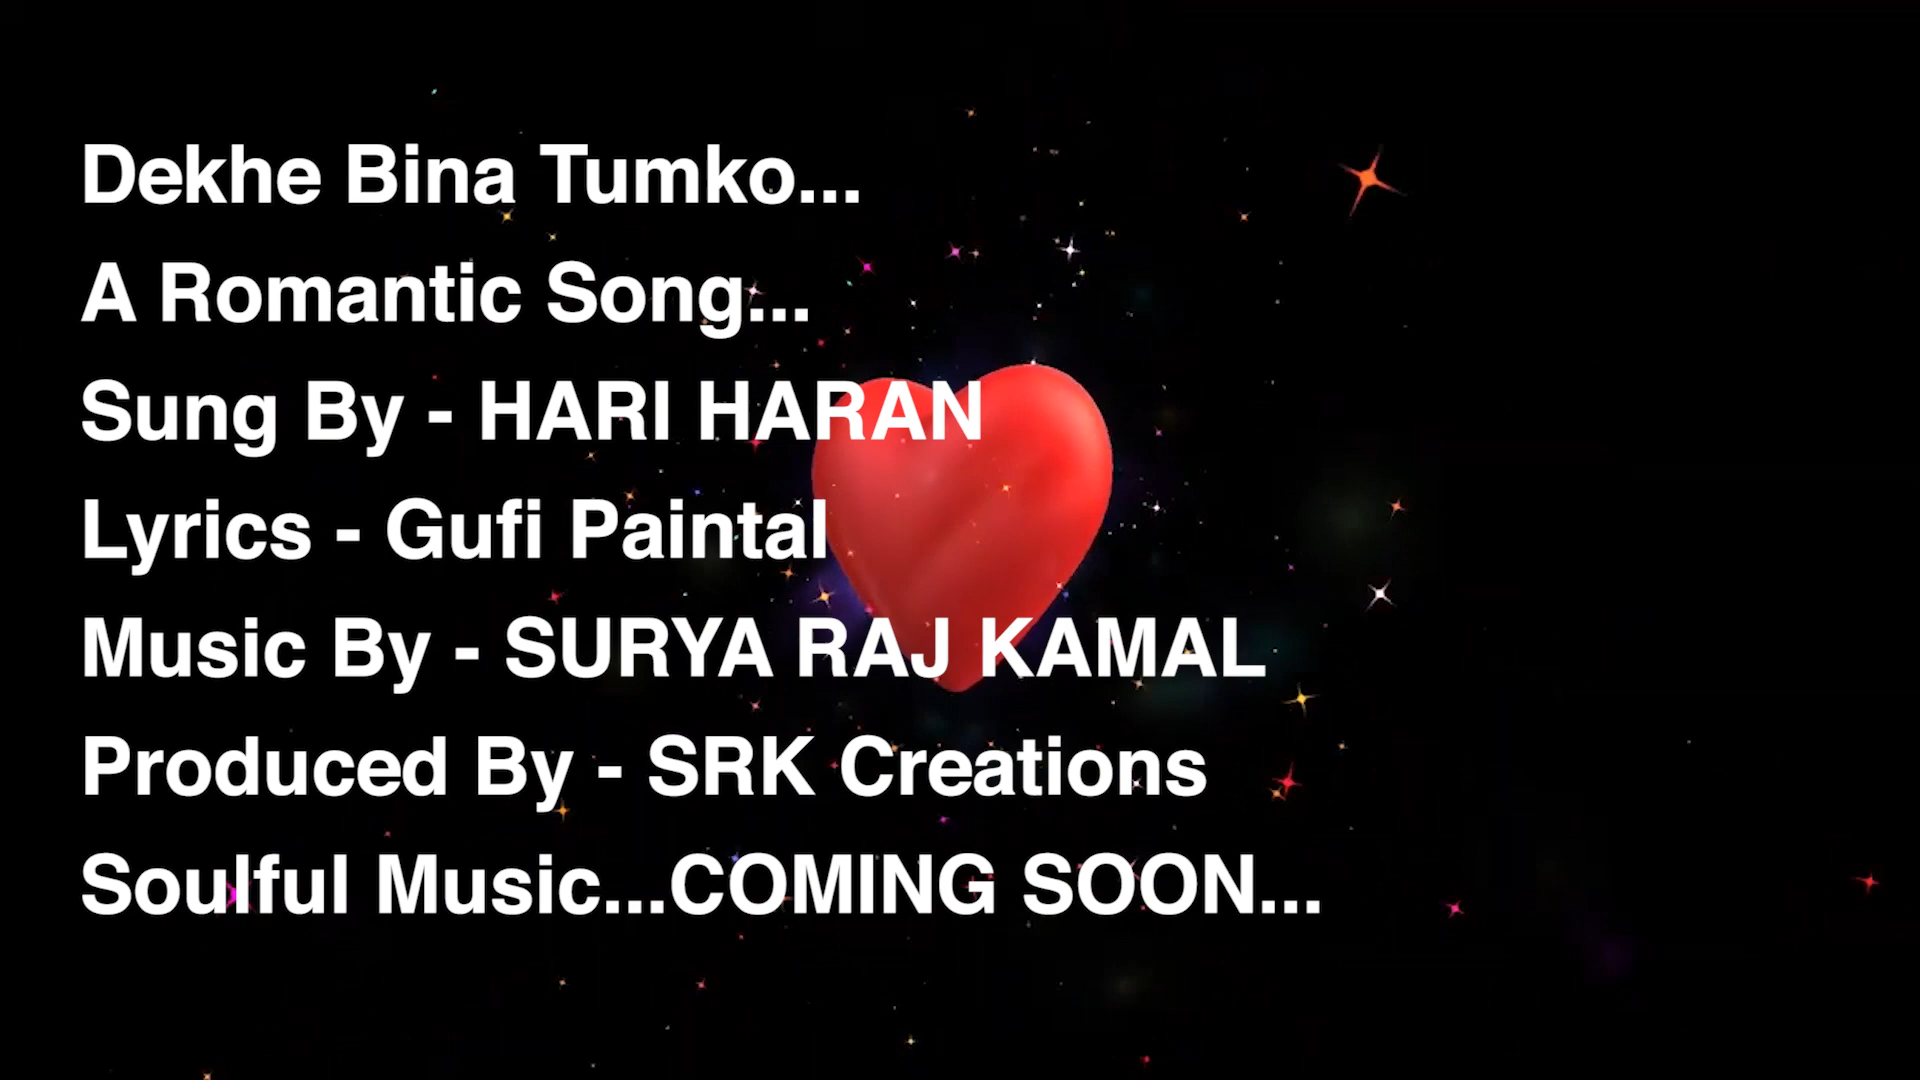 Dekhe Bina Tumko...
A Romantic Song...
Sung By - HARI HARAN
Lyrics - Gufi Paintal
Music By - SURYA RAJ KAMAL
Produced By - SRK Creations
Soulful Music...COMING SOON...